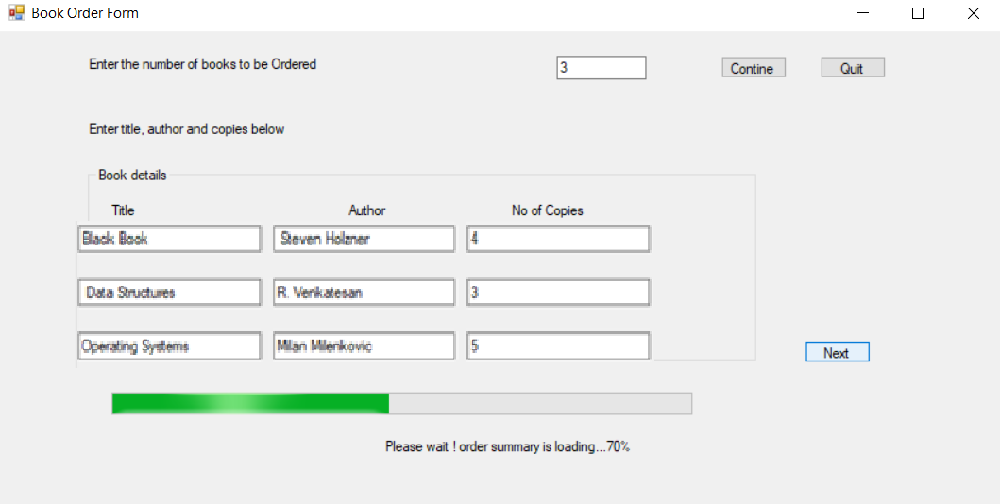 Book Order Form
Enter the number of books to be Ordered 3 Contine Quit
Enter title, author and copies below
Book details
Title Author No of Copies
Black Book Steven Holzner 4
Data Structures R. Venkatesan 3
Operating Systems Milan Milenkovic 5
Next
Please wait ! order summary is loading...70%